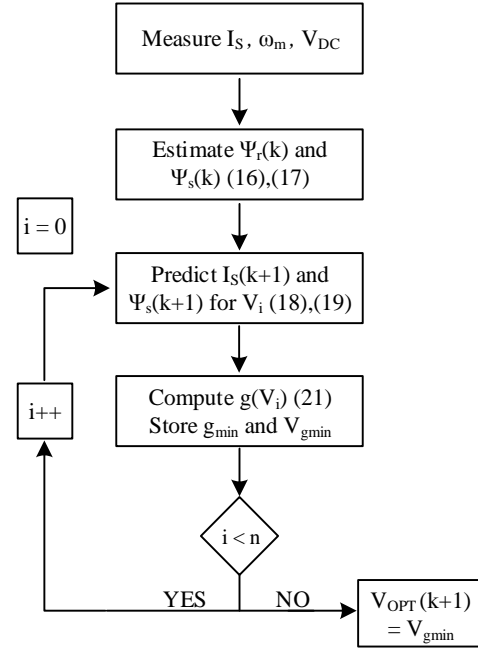 Measure I_S, ω_m, V_DC
Estimate Ψ_r(k) and
Ψ_s(k) (16),(17)
i = 0
Predict I_S(k+1) and
Ψ_s(k+1) for V_i (18),(19)
Compute g(V_i) (21)
Store g_min and V_gmin
i++
i < n
YES
NO
V_OPT(k+1)
= V_gmin